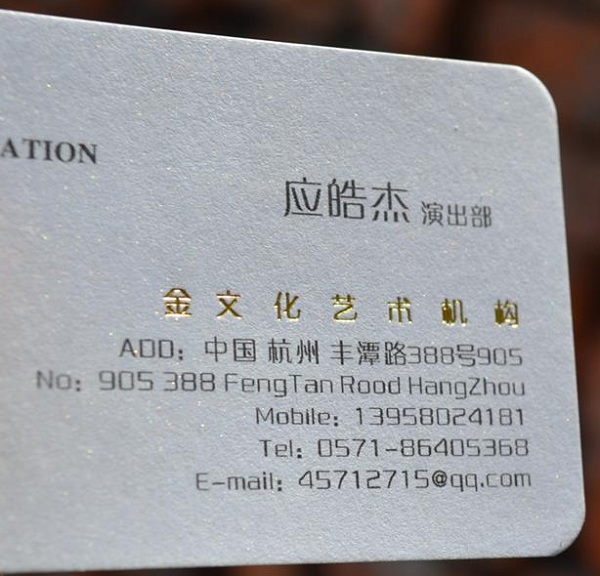 ATION
应皓杰 演出部
金文化艺术机构
ADD: 中国 杭州 丰潭路388号905
No: 905 388 FengTan Rood HangZhou
Mobile: 13958024181
Tel: 0571-86405368
E-mail: 45712715@qq.com